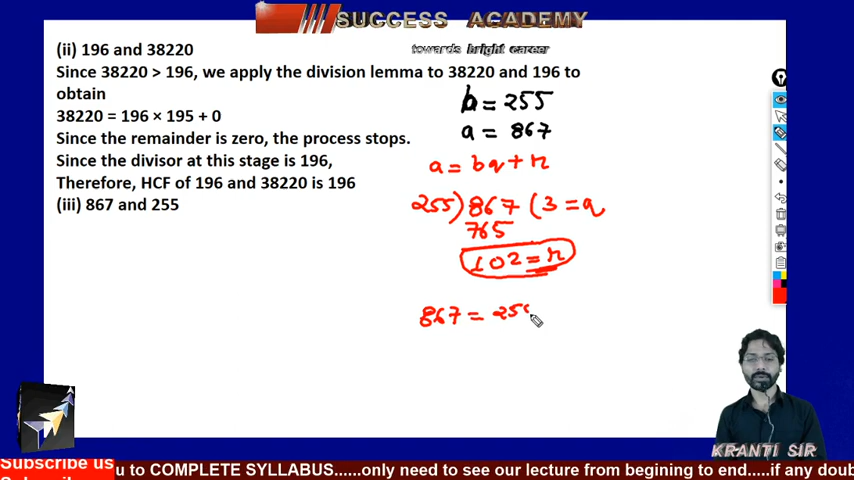 SUCCESS ACADEMY
towards bright career
(ii) 196 and 38220
Since 38220 > 196, we apply the division lemma to 38220 and 196 to
obtain
38220 = 196 × 195 + 0
Since the remainder is zero, the process stops.
Since the divisor at this stage is 196,
Therefore, HCF of 196 and 38220 is 196
(iii) 867 and 255
b = 255
a = 867
a = bq + r
255) 867 (3 = q
765
102 = r
867 = 25
KRANTI SIR
Subscribe us
u to COMPLETE SYLLABUS......only need to see our lecture from begining to end.....if any doub